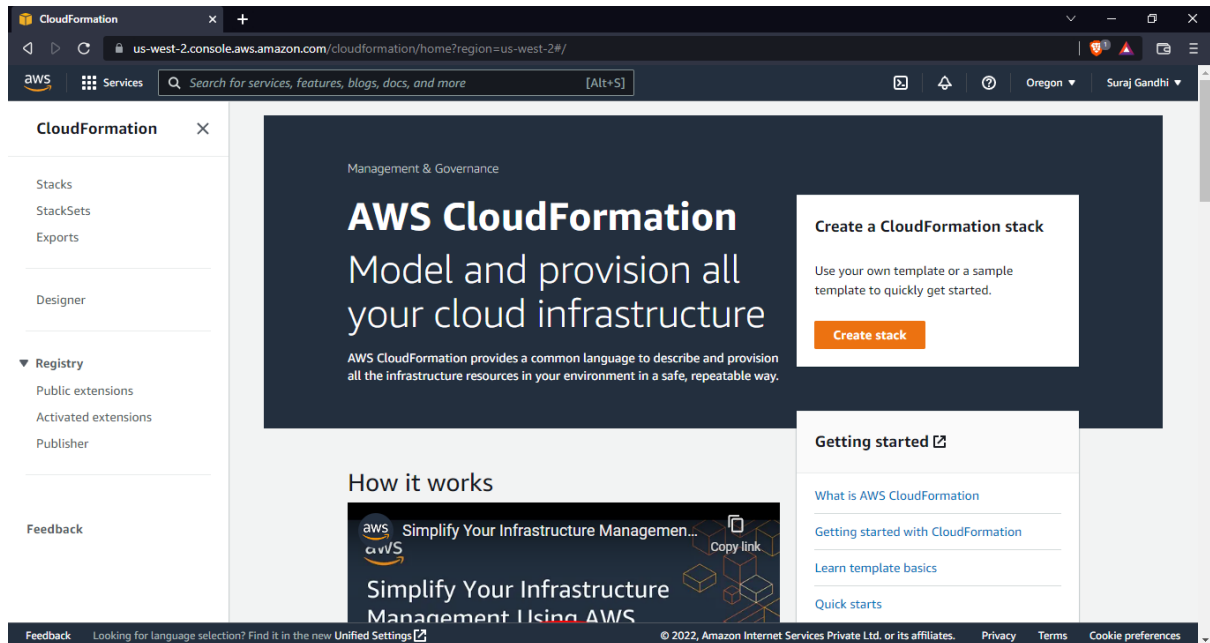 CloudFormation
us-west-2.console.aws.amazon.com/cloudformation/home?region=us-west-2#/
1
aws
Services
Search for services, features, blogs, docs, and more
[Alt+S]
Oregon
Suraj Gandhi
CloudFormation
Stacks
StackSets
Exports
Designer
Registry
Public extensions
Activated extensions
Publisher
Feedback
Management & Governance
AWS CloudFormation
Model and provision all
your cloud infrastructure
AWS CloudFormation provides a common language to describe and provision
all the infrastructure resources in your environment in a safe, repeatable way.
Create a CloudFormation stack
Use your own template or a sample
template to quickly get started.
Create stack
How it works
aws
Simplify Your Infrastructure Managemen...
Copy link
aws
Simplify Your Infrastructure
Management Using AWS
Getting started
What is AWS CloudFormation
Getting started with CloudFormation
Learn template basics
Quick starts
Feedback
Looking for language selection? Find it in the new Unified Settings
© 2022, Amazon Internet Services Private Ltd. or its affiliates.
Privacy
Terms
Cookie preferences